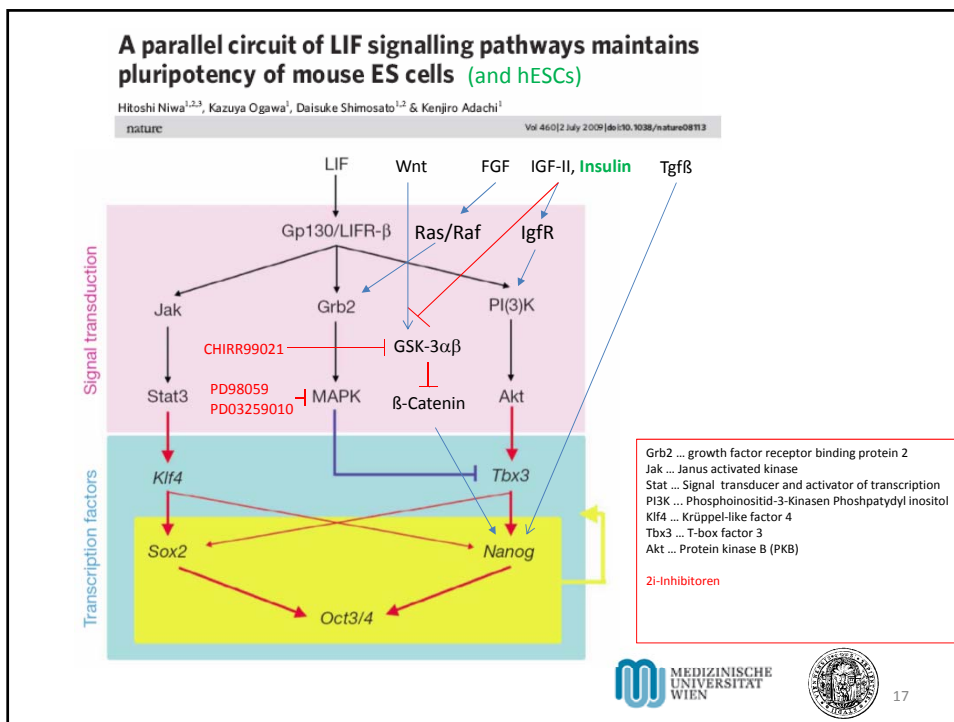 A parallel circuit of LIF signalling pathways maintains
pluripotency of mouse ES cells (and hESCs)
Hitoshi Niwa1,2,3, Kazuya Ogawa1, Daisuke Shimosato1,2 & Kenjiro Adachi1
nature Vol 460|2 July 2009|doi:10.1038/nature08113
LIF Wnt FGF IGF-II, Insulin Tgfß
Signal transduction
Gp130/LIFR-β Ras/Raf IgfR
Jak Grb2 PI(3)K
CHIRR99021 GSK-3αβ
PD98059
PD03259010
Stat3 MAPK ß-Catenin Akt
Transcription factors
Klf4 Tbx3
Sox2 Nanog
Oct3/4
Grb2 ... growth factor receptor binding protein 2
Jak ... Janus activated kinase
Stat ... Signal transducer and activator of transcription
PI3K ... Phosphoinositid-3-Kinasen Phoshpatydyl inositol
Klf4 ... Krüppel-like factor 4
Tbx3 ... T-box factor 3
Akt ... Protein kinase B (PKB)
2i-Inhibitoren
MEDIZINISCHE
UNIVERSITÄT
WIEN
17